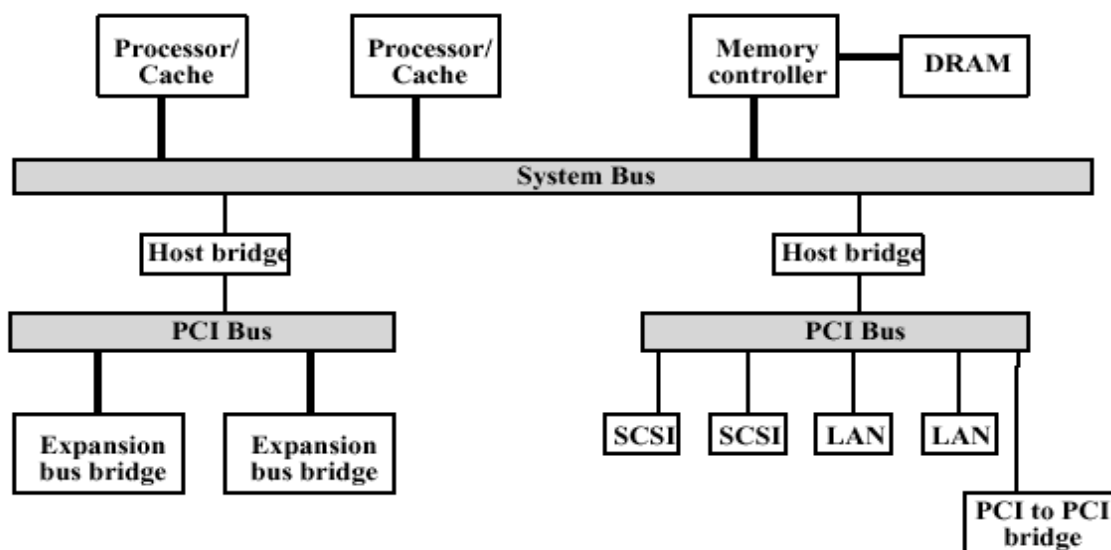 Processor/
Cache
Processor/
Cache
Memory
controller
DRAM
System Bus
Host bridge
Host bridge
PCI Bus
PCI Bus
Expansion
bus bridge
Expansion
bus bridge
SCSI
SCSI
LAN
LAN
PCI to PCI
bridge